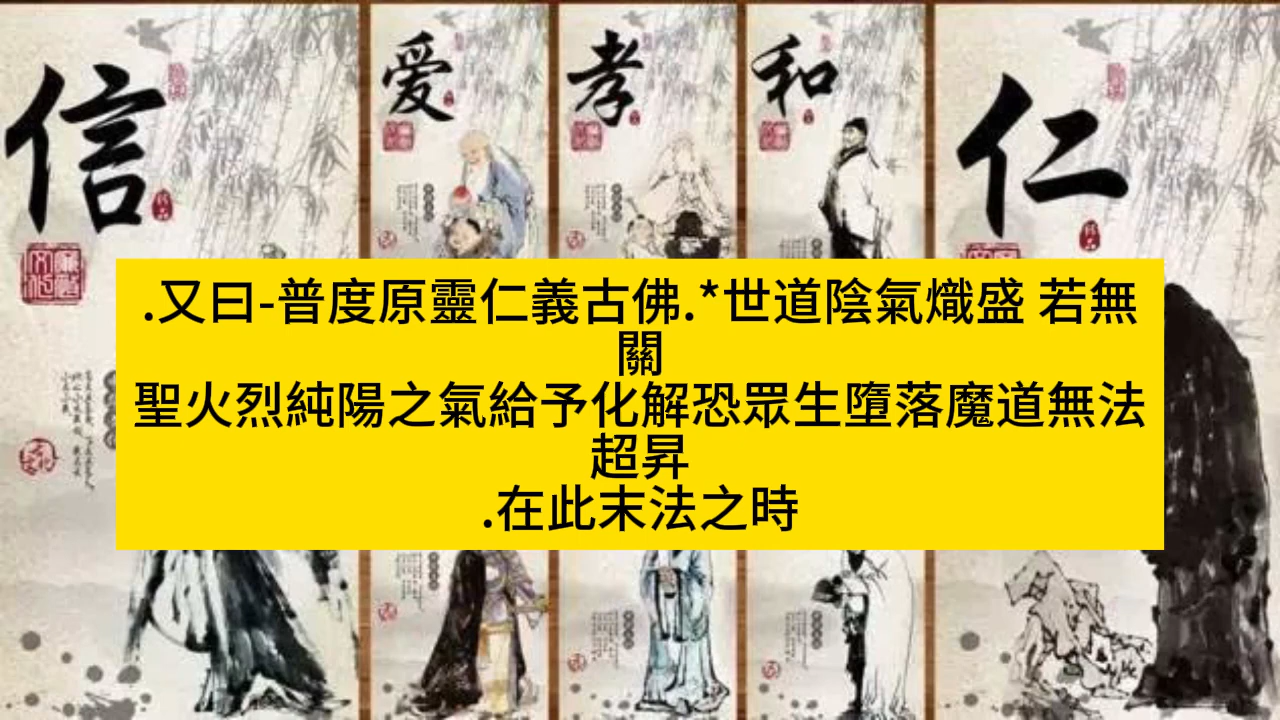 信
愛
孝
和
仁
.又曰-普度原靈仁義古佛.*世道陰氣熾盛 若無
關
聖火烈純陽之氣給予化解恐眾生墮落魔道無法
超昇
.在此末法之時